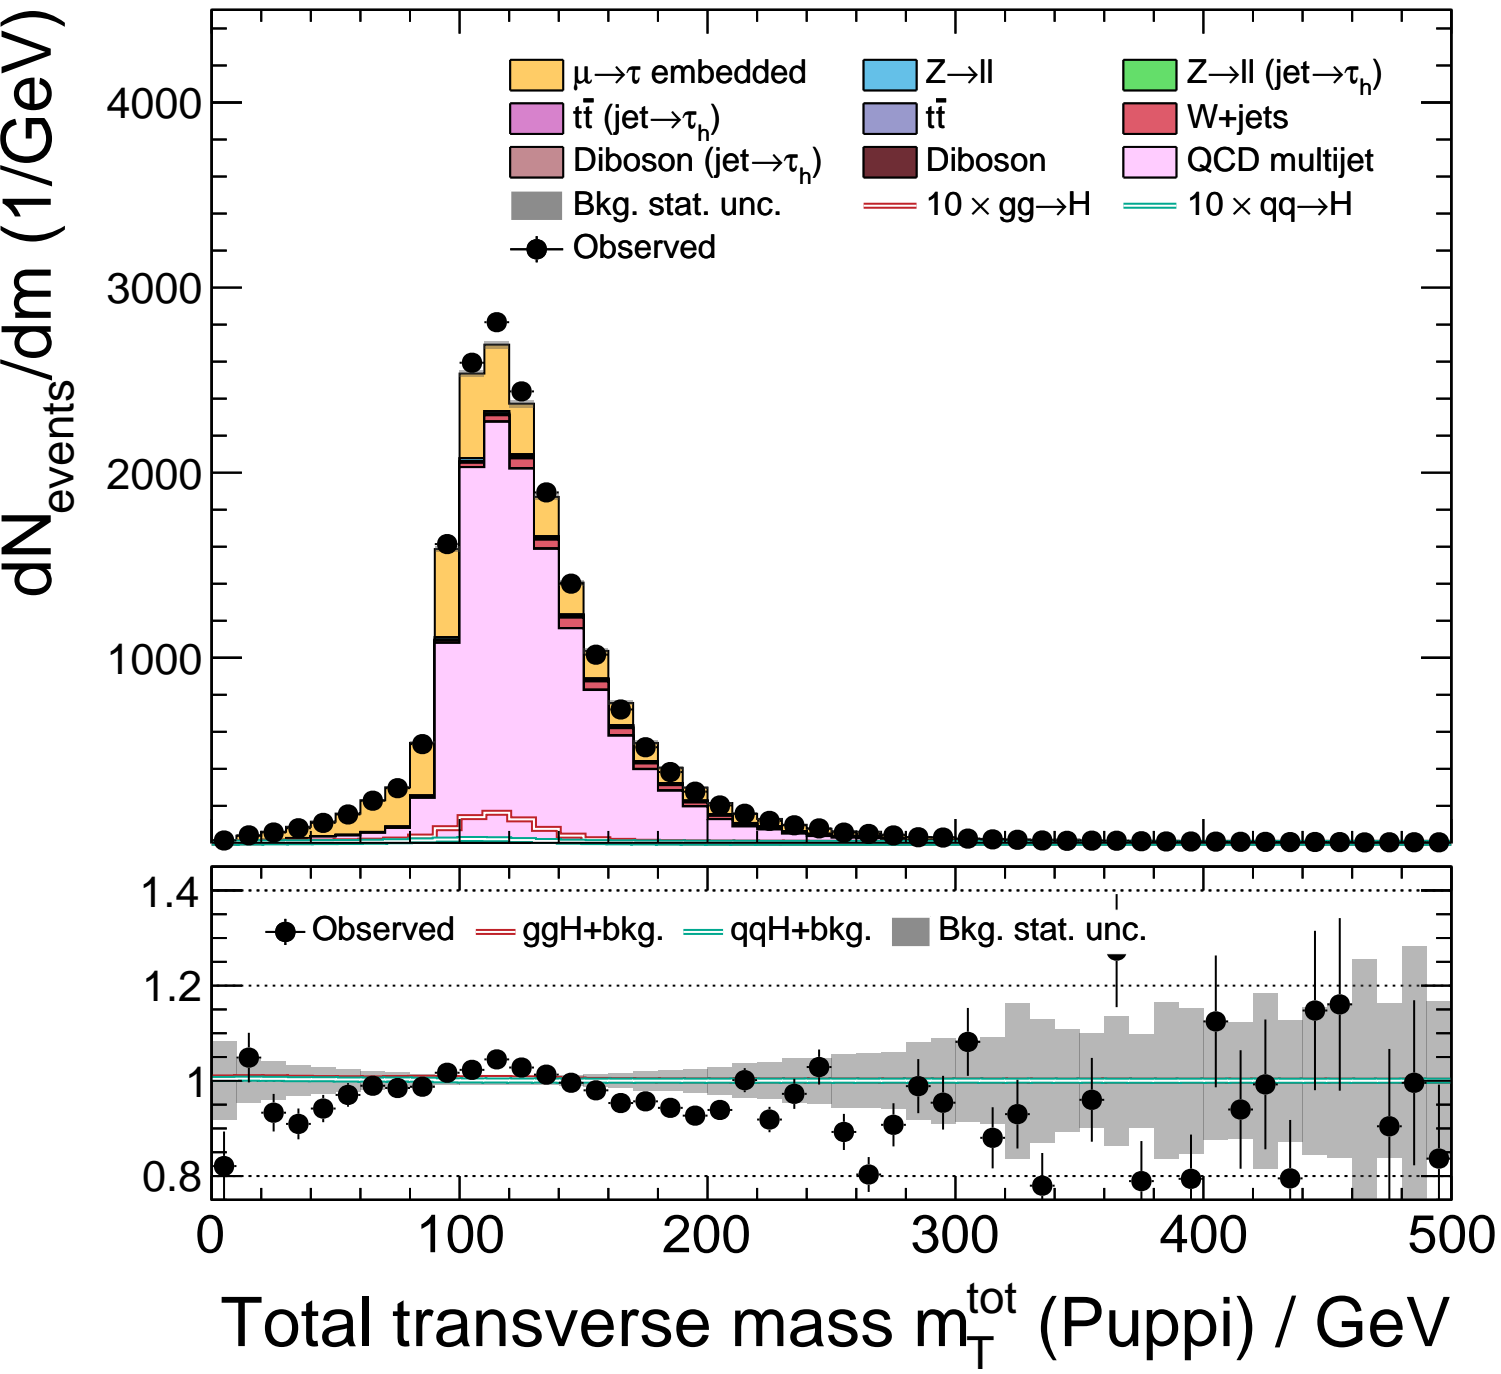 dN_events/dm (1/GeV)
4000
3000
2000
1000
μ→τ embedded Z→ll Z→ll (jet→τ_h)
tt̄ (jet→τ_h) tt̄ W+jets
Diboson (jet→τ_h) Diboson QCD multijet
Bkg. stat. unc. 10 × gg→H 10 × qq→H
Observed
1.4
1.2
1
0.8
Observed ggH+bkg. qqH+bkg. Bkg. stat. unc.
0 100 200 300 400 500
Total transverse mass m_T^tot (Puppi) / GeV